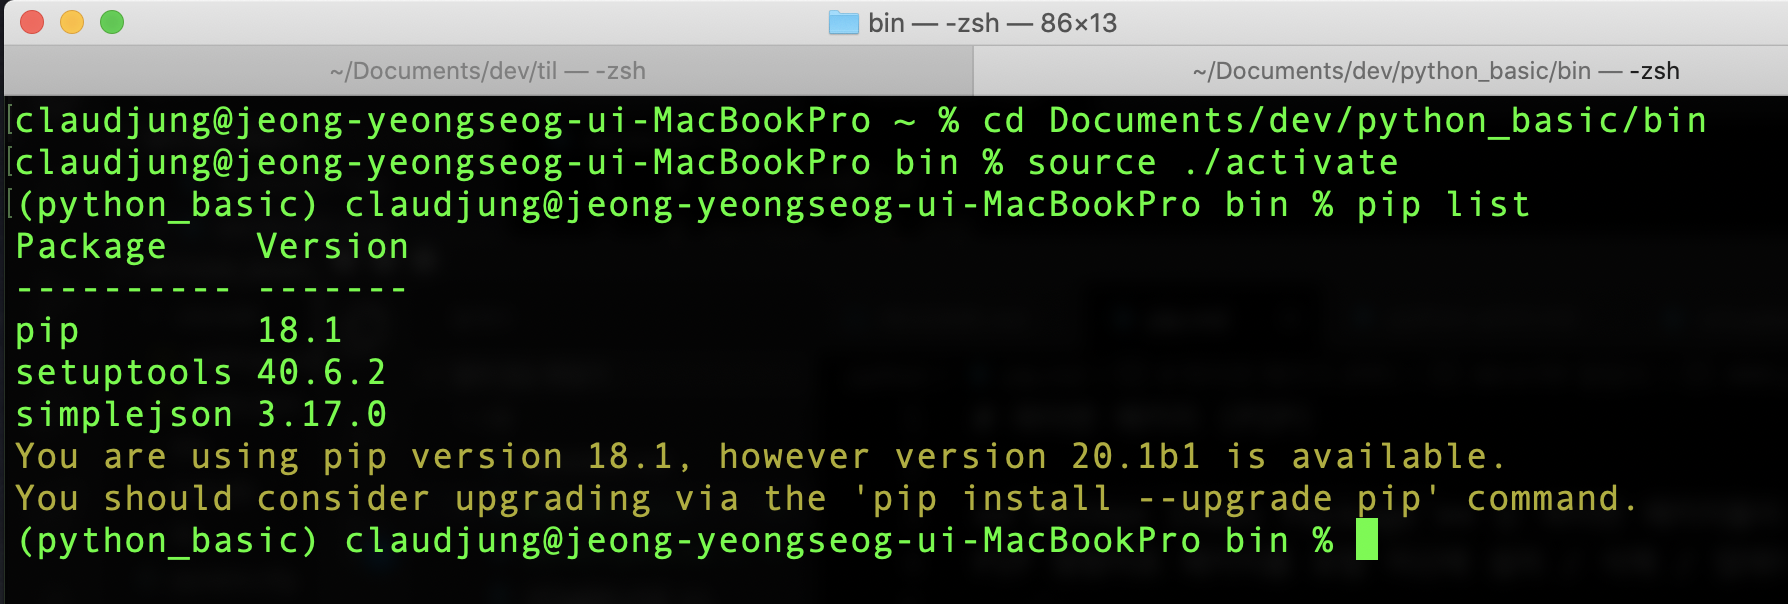 bin — -zsh — 86×13
~/Documents/dev/til — -zsh
~/Documents/dev/python_basic/bin — -zsh
[claudjung@jeong-yeongseog-ui-MacBookPro ~ % cd Documents/dev/python_basic/bin
[claudjung@jeong-yeongseog-ui-MacBookPro bin % source ./activate
[(python_basic) claudjung@jeong-yeongseog-ui-MacBookPro bin % pip list
Package    Version
---------- -------
pip        18.1
setuptools 40.6.2
simplejson 3.17.0
You are using pip version 18.1, however version 20.1b1 is available.
You should consider upgrading via the 'pip install --upgrade pip' command.
(python_basic) claudjung@jeong-yeongseog-ui-MacBookPro bin %